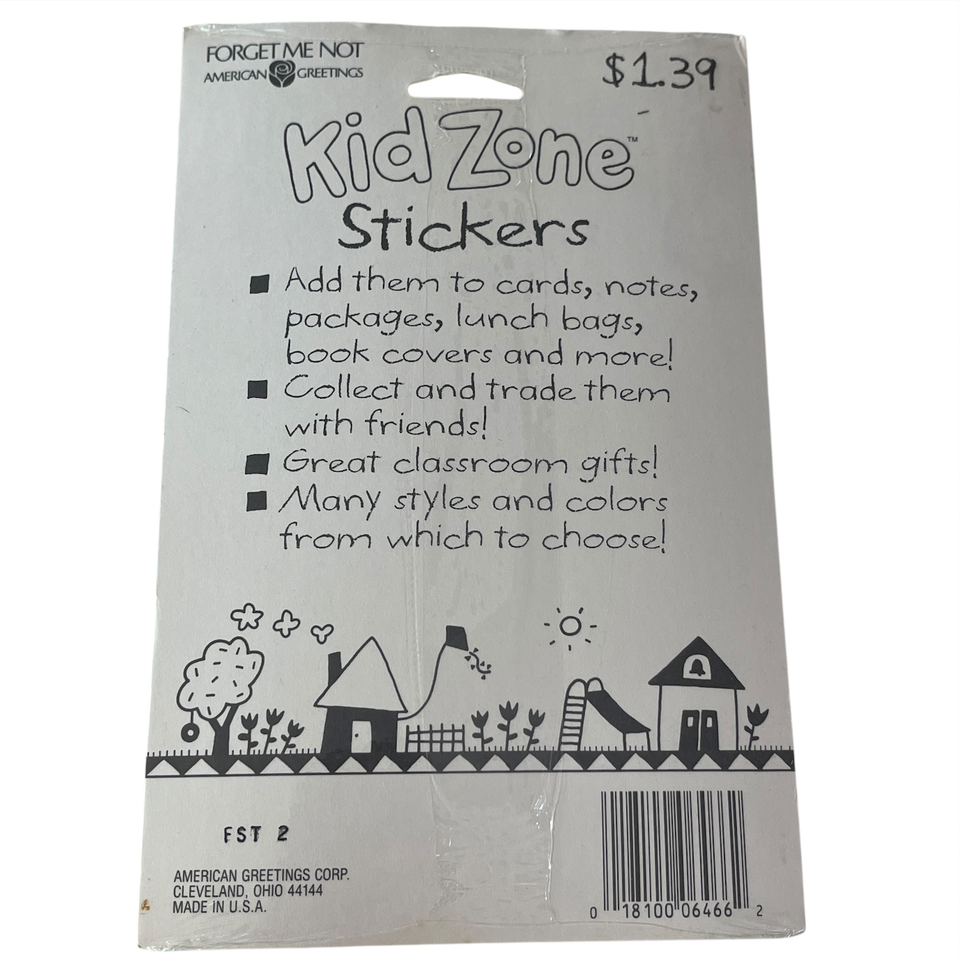 FORGET ME NOT
AMERICAN GREETINGS
$1.39
Kid Zone™
Stickers
■ Add them to cards, notes,
packages, lunch bags,
book covers and more!
■ Collect and trade them
with friends!
■ Great classroom gifts!
■ Many styles and colors
from which to choose!
FST 2
AMERICAN GREETINGS CORP.
CLEVELAND, OHIO 44144
MADE IN U.S.A.
0 18100 06466 2